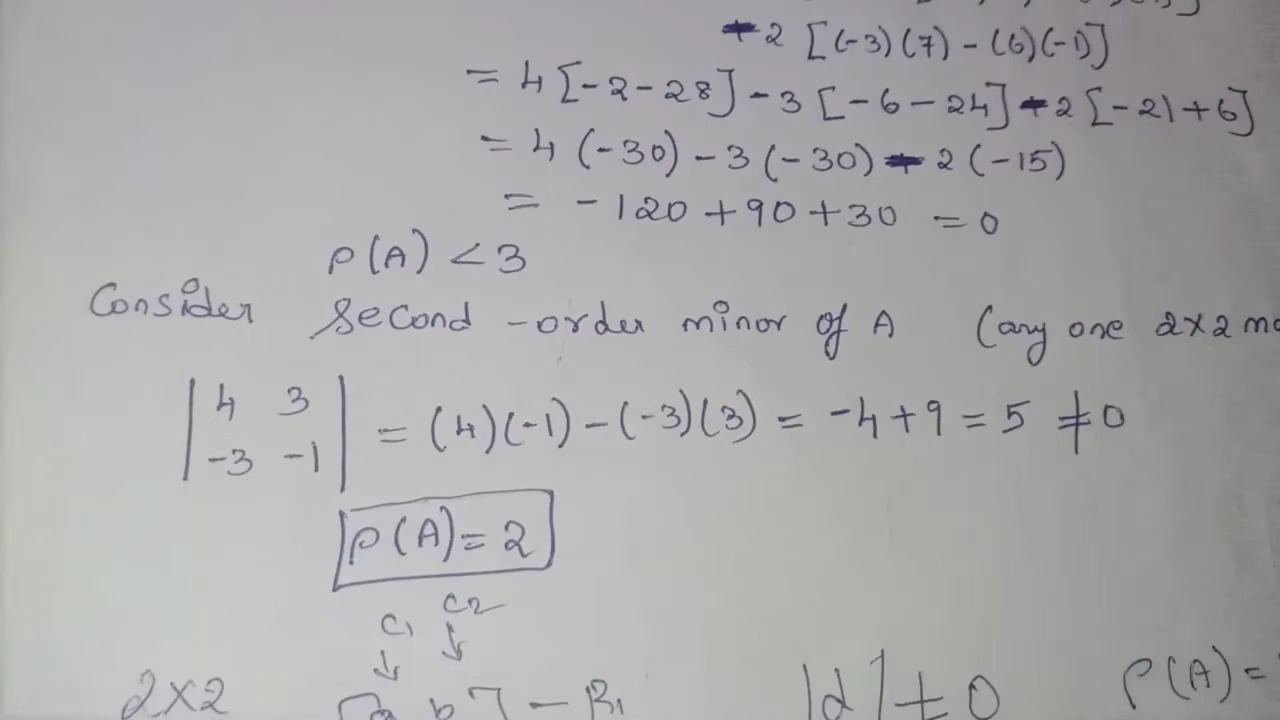 -2 [(-3)(7) - (6)(-1)]
= 4 [-2-28] - 3 [-6-24] - 2 [-21+6]
= 4 (-30) - 3 (-30) - 2 (-15)
= -120 + 90 + 30 = 0
ρ(A) < 3
Consider second-order minor of A (any one 2x2
| 4 3 |
| -3 -1 | = (4)(-1) - (-3)(3) = -4+9 = 5 ≠ 0
ρ(A) = 2
C1 C2
↓ ↓
2x2 [a b] - R1 |d| ≠ 0 ρ(A) =